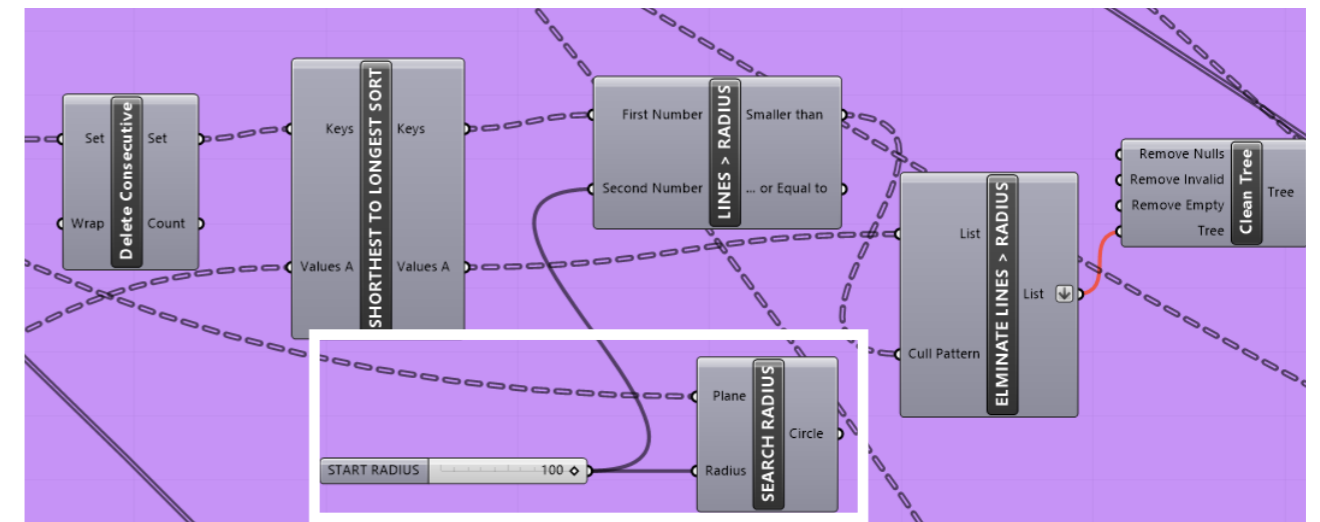 Set
Wrap
Delete Consecutive
Set
Count
Keys
Values A
SHORTEST TO LONGEST SORT
Keys
Values A
First Number
Second Number
LINES > RADIUS
Smaller than
... or Equal to
List
Cull Pattern
ELMINATE LINES > RADIUS
List
Remove Nulls
Remove Invalid
Remove Empty
Tree
Clean Tree
Tree
START RADIUS
100
Plane
Radius
SEARCH RADIUS
Circle